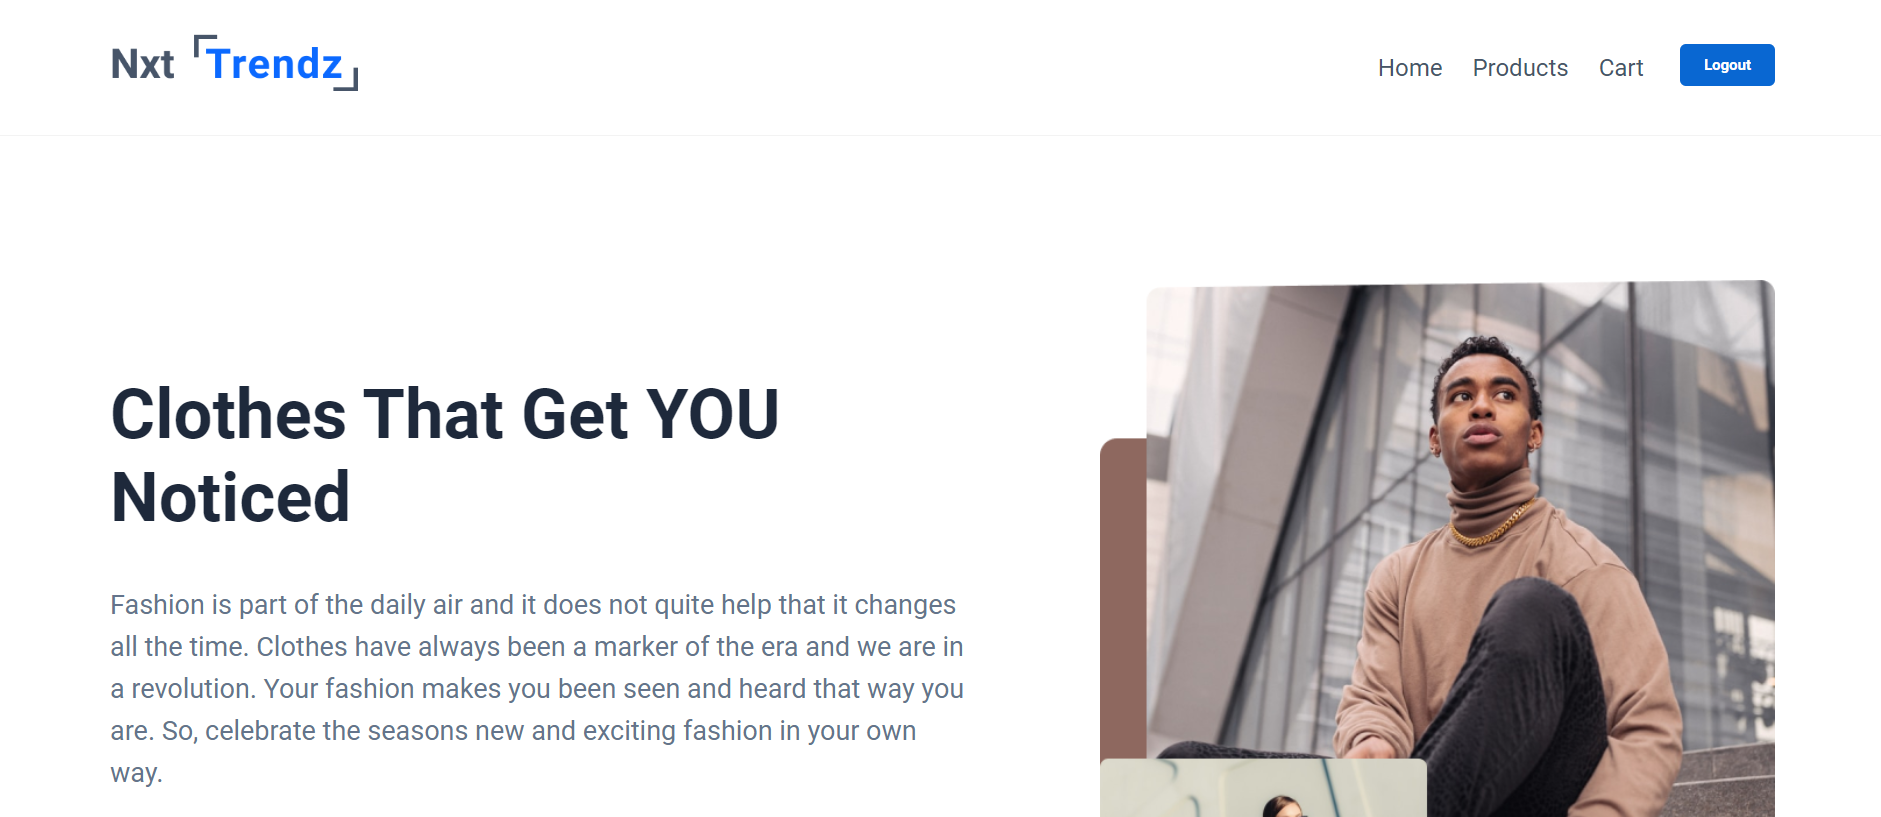 Nxt Trendz
Home Products Cart Logout
Clothes That Get YOU
Noticed
Fashion is part of the daily air and it does not quite help that it changes
all the time. Clothes have always been a marker of the era and we are in
a revolution. Your fashion makes you been seen and heard that way you
are. So, celebrate the seasons new and exciting fashion in your own
way.